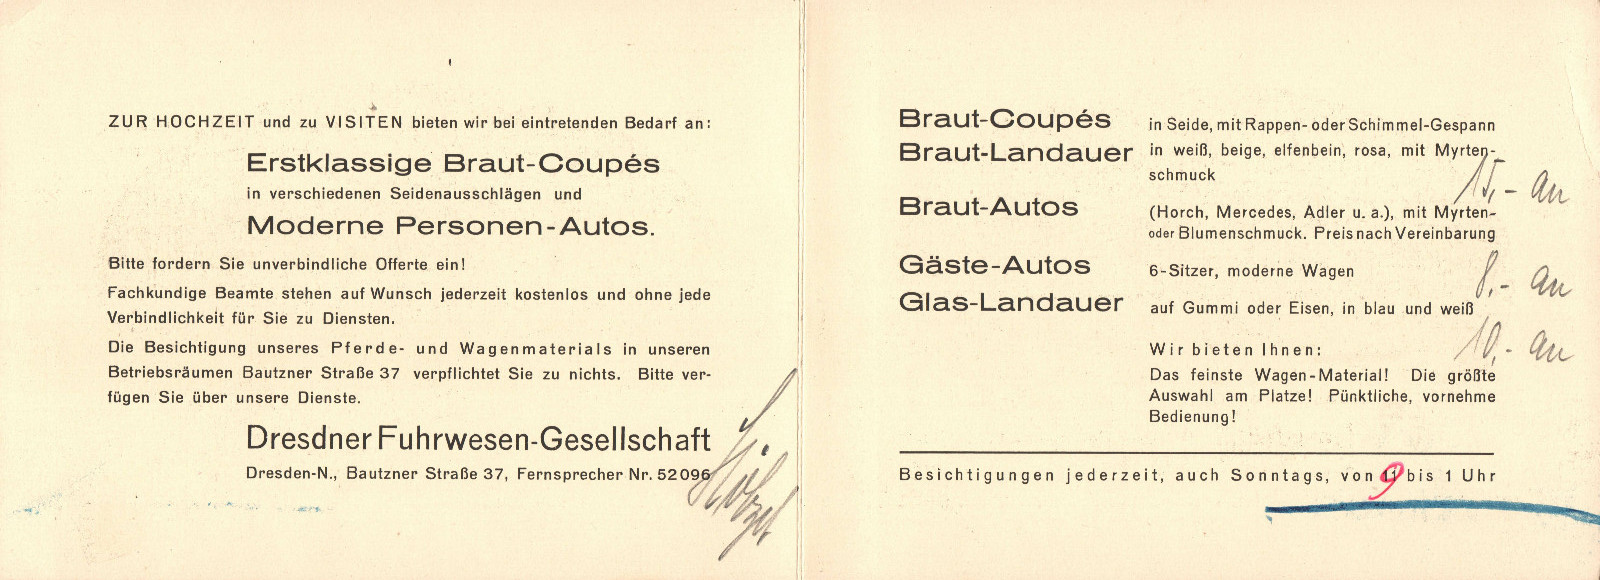 ZUR HOCHZEIT und zu VISITEN bieten wir bei eintretenden Bedarf an:
Erstklassige Braut-Coupés
in verschiedenen Seidenausschlägen und
Moderne Personen-Autos.
Bitte fordern Sie unverbindliche Offerte ein!
Fachkundige Beamte stehen auf Wunsch jederzeit kostenlos und ohne jede
Verbindlichkeit für Sie zu Diensten.
Die Besichtigung unseres Pferde- und Wagenmaterials in unseren
Betriebsräumen Bautzner Straße 37 verpflichtet Sie zu nichts. Bitte ver-
fügen Sie über unsere Dienste.
Dresdner Fuhrwesen-Gesellschaft
Dresden-N., Bautzner Straße 37, Fernsprecher Nr. 52096
Braut-Coupés in Seide, mit Rappen- oder Schimmel-Gespann
Braut-Landauer in weiß, beige, elfenbein, rosa, mit Myrten-
schmuck 15,- an
Braut-Autos (Horch, Mercedes, Adler u. a.), mit Myrten-
oder Blumenschmuck. Preis nach Vereinbarung
Gäste-Autos 6-Sitzer, moderne Wagen 8,- an
Glas-Landauer auf Gummi oder Eisen, in blau und weiß
10,- an
Wir bieten Ihnen:
Das feinste Wagen-Material! Die größte
Auswahl am Platze! Pünktliche, vornehme
Bedienung!
Besichtigungen jederzeit, auch Sonntags, von 11 9 bis 1 Uhr